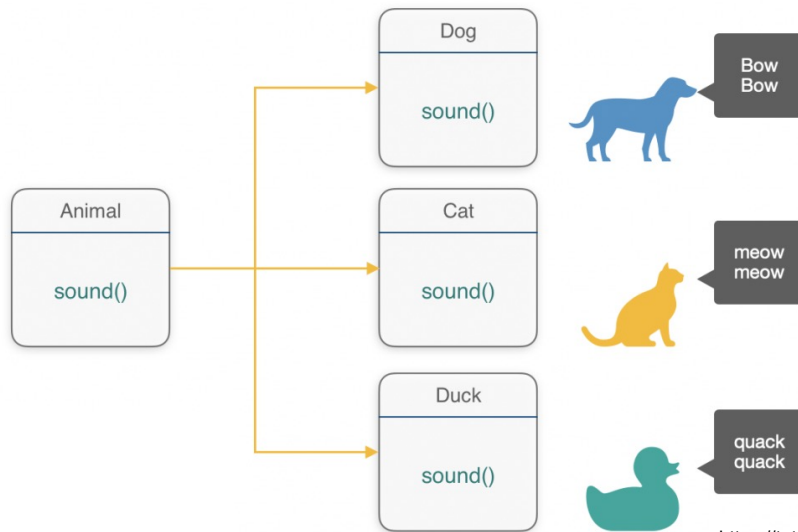 Dog
sound()
Bow
Bow
Animal
sound()
Cat
sound()
meow
meow
Duck
sound()
quack
quack